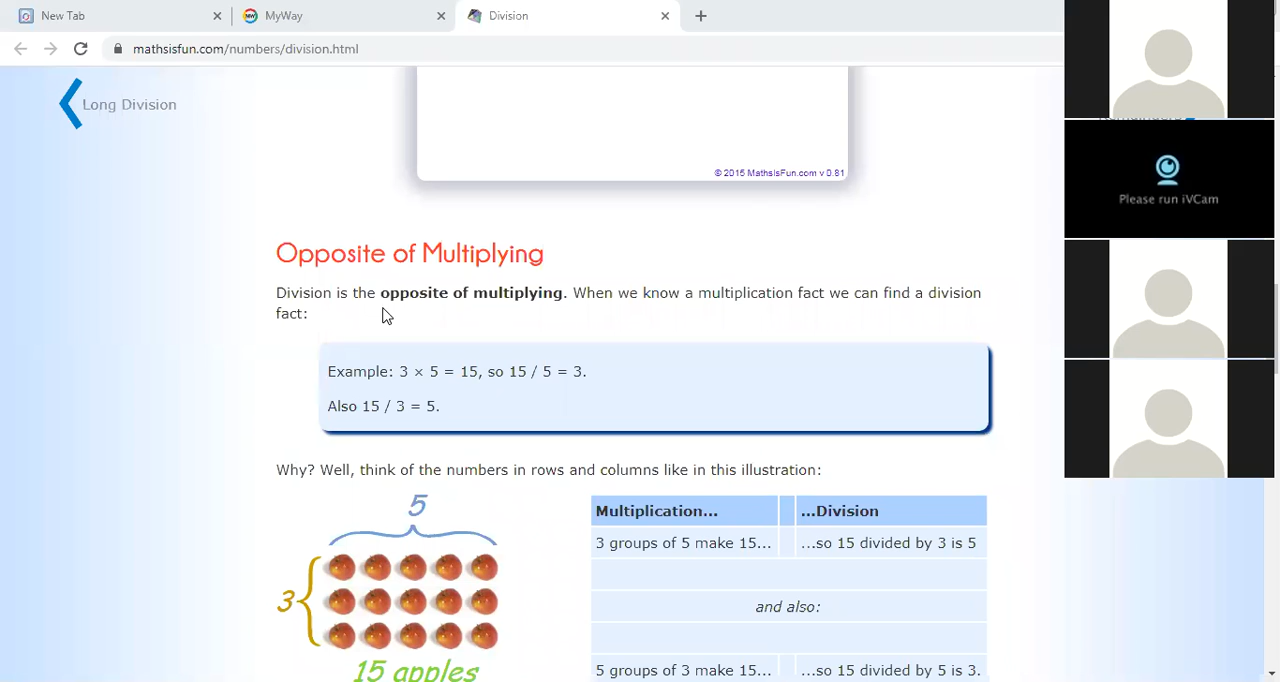 New Tab
MyWay
Division
mathsisfun.com/numbers/division.html
Long Division
© 2015 MathsIsFun.com v 0.81
Please run iVCam
Opposite of Multiplying
Division is the opposite of multiplying. When we know a multiplication fact we can find a division
fact:
Example: 3 × 5 = 15, so 15 / 5 = 3.
Also 15 / 3 = 5.
Why? Well, think of the numbers in rows and columns like in this illustration:
5
3
15 apples
Multiplication... ...Division
3 groups of 5 make 15... ...so 15 divided by 3 is 5
and also:
5 groups of 3 make 15... ...so 15 divided by 5 is 3.